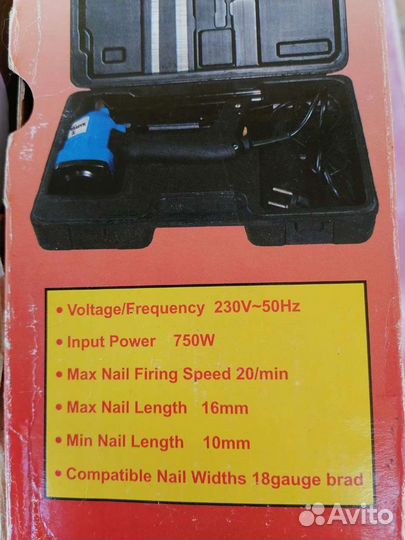 • Voltage/Frequency 230V~50Hz
• Input Power 750W
• Max Nail Firing Speed 20/min
• Max Nail Length 16mm
• Min Nail Length 10mm
• Compatible Nail Widths 18gauge brad
Avito